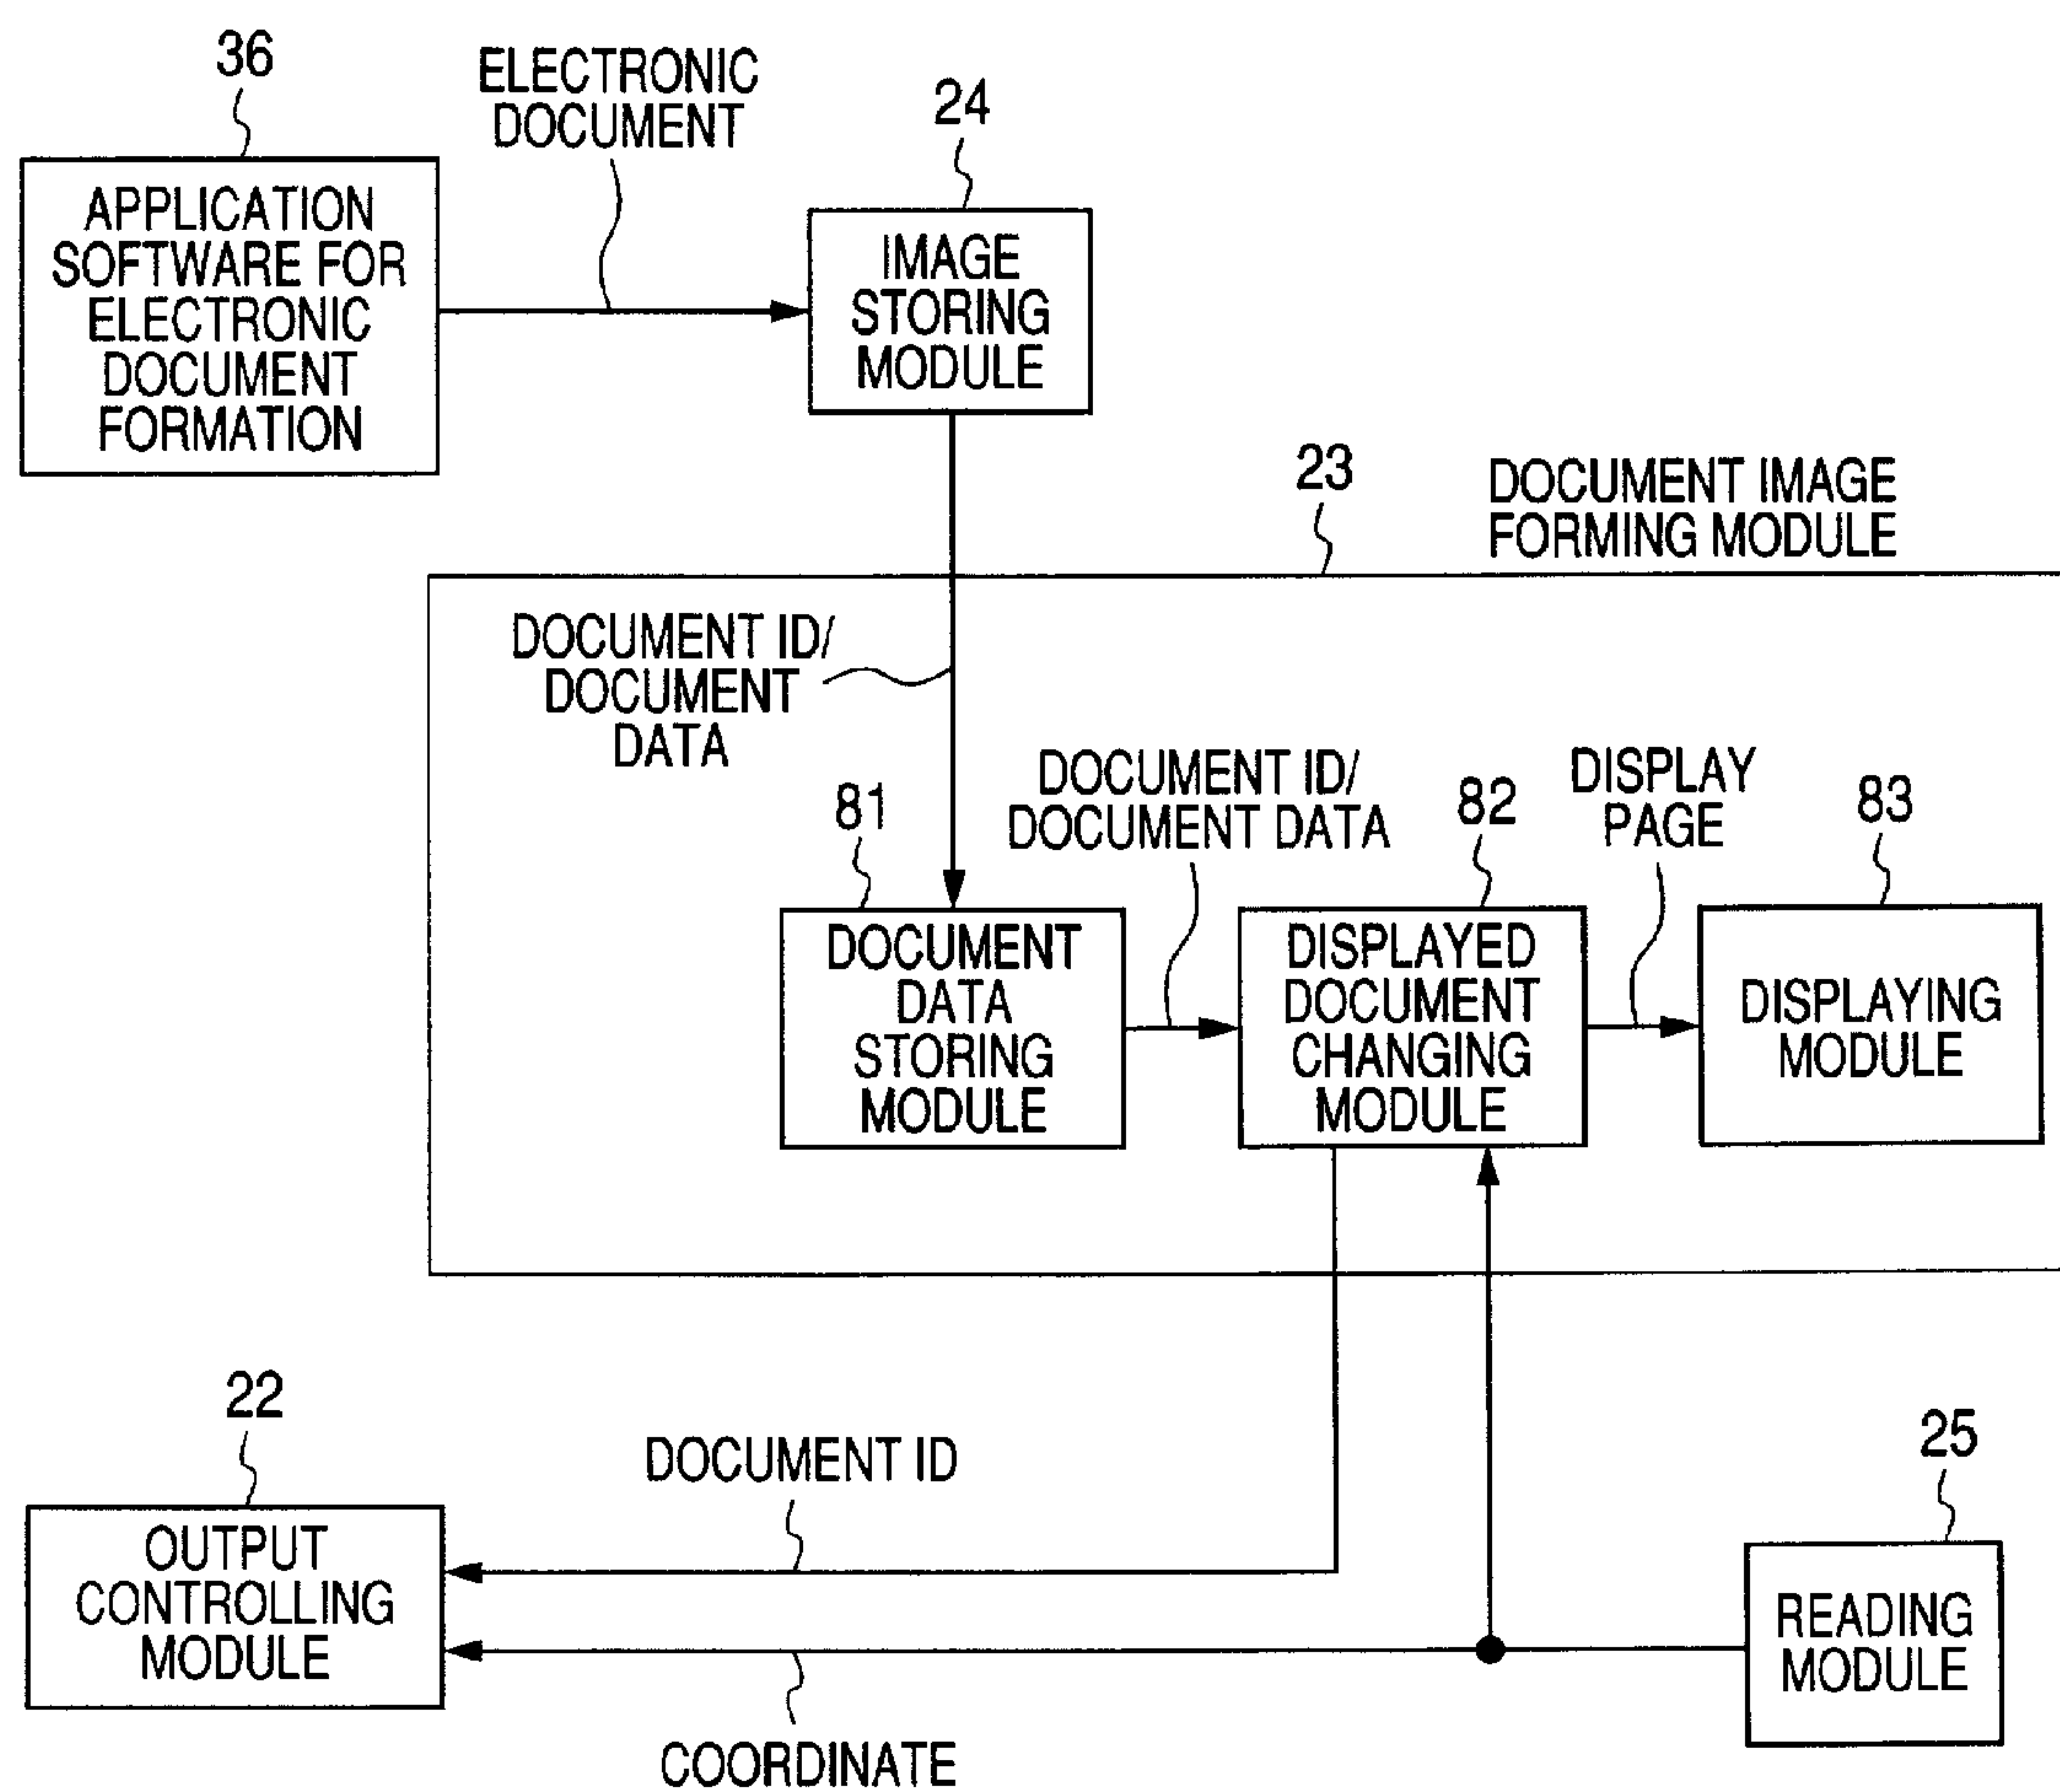 36
ELECTRONIC
DOCUMENT
24
APPLICATION
SOFTWARE FOR
ELECTRONIC
DOCUMENT
FORMATION
IMAGE
STORING
MODULE
23
DOCUMENT IMAGE
FORMING MODULE
DOCUMENT ID/
DOCUMENT
DATA
81
DOCUMENT ID/
DOCUMENT DATA
82
DISPLAY
PAGE
83
DOCUMENT
DATA
STORING
MODULE
DISPLAYED
DOCUMENT
CHANGING
MODULE
DISPLAYING
MODULE
22
DOCUMENT ID
25
OUTPUT
CONTROLLING
MODULE
READING
MODULE
COORDINATE